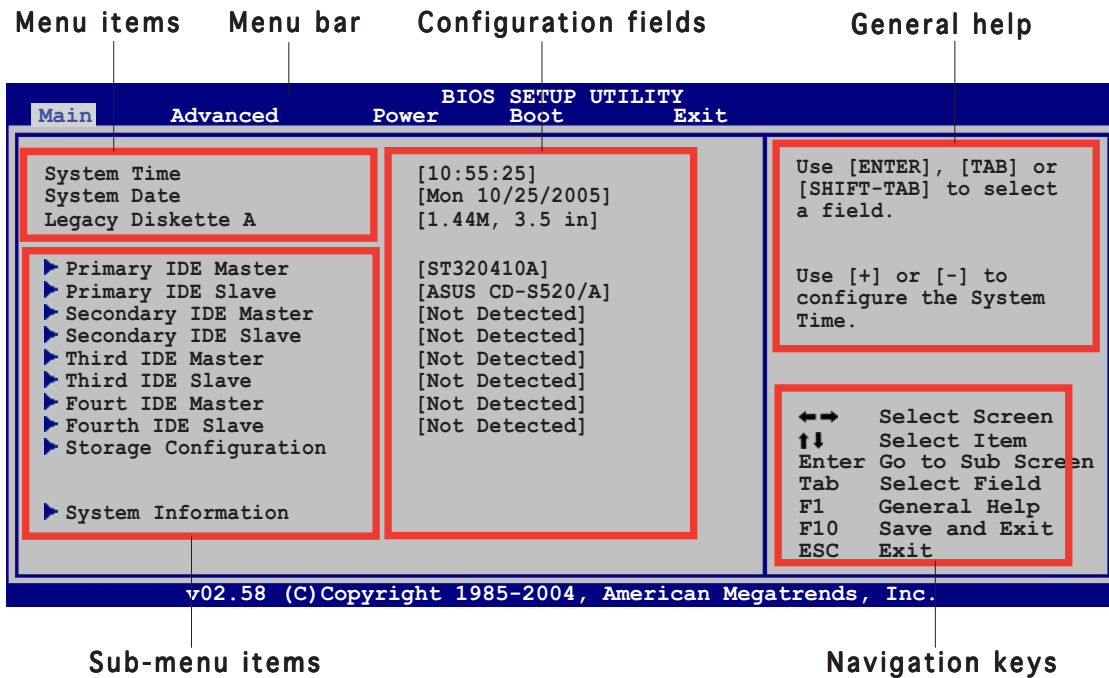 Menu items Menu bar Configuration fields General help
BIOS SETUP UTILITY
Main Advanced Power Boot Exit
System Time [10:55:25]
System Date [Mon 10/25/2005]
Legacy Diskette A [1.44M, 3.5 in]
Primary IDE Master [ST320410A]
Primary IDE Slave [ASUS CD-S520/A]
Secondary IDE Master [Not Detected]
Secondary IDE Slave [Not Detected]
Third IDE Master [Not Detected]
Third IDE Slave [Not Detected]
Fourt IDE Master [Not Detected]
Fourth IDE Slave [Not Detected]
Storage Configuration
System Information
Use [ENTER], [TAB] or
[SHIFT-TAB] to select
a field.
Use [+] or [-] to
configure the System
Time.
Select Screen
Select Item
Enter Go to Sub Screen
Tab Select Field
F1 General Help
F10 Save and Exit
ESC Exit
v02.58 (C)Copyright 1985-2004, American Megatrends, Inc.
Sub-menu items Navigation keys